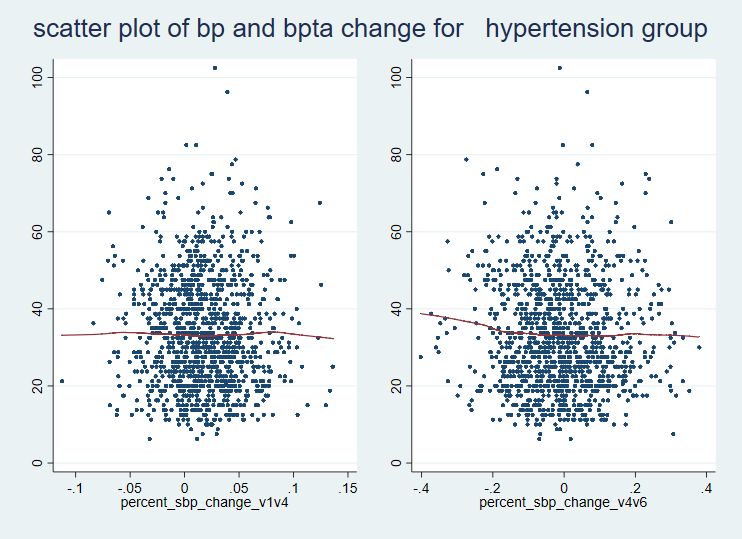 scatter plot of bp and bpta change for   hypertension group
100
80
60
40
20
0
-.1 -.05 0 .05 .1 .15
percent_sbp_change_v1v4
100
80
60
40
20
0
-.4 -.2 0 .2 .4
percent_sbp_change_v4v6